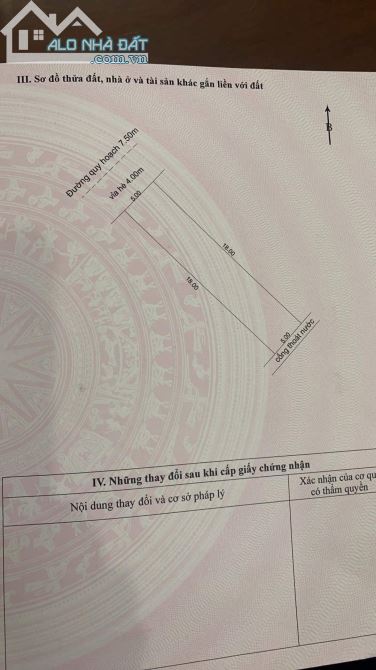 ALO NHÀ ĐẤT
.com.vn
III. Sơ đồ thửa đất, nhà ở và tài sản khác gắn liền với đất
B
Đường quy hoạch 7.50m
vỉa hè 4.00m
5.00
18.00
18.00
5.00
cống thoát nước
IV. Những thay đổi sau khi cấp giấy chứng nhận
Nội dung thay đổi và cơ sở pháp lý
Xác nhận của cơ qu
có thẩm quyền